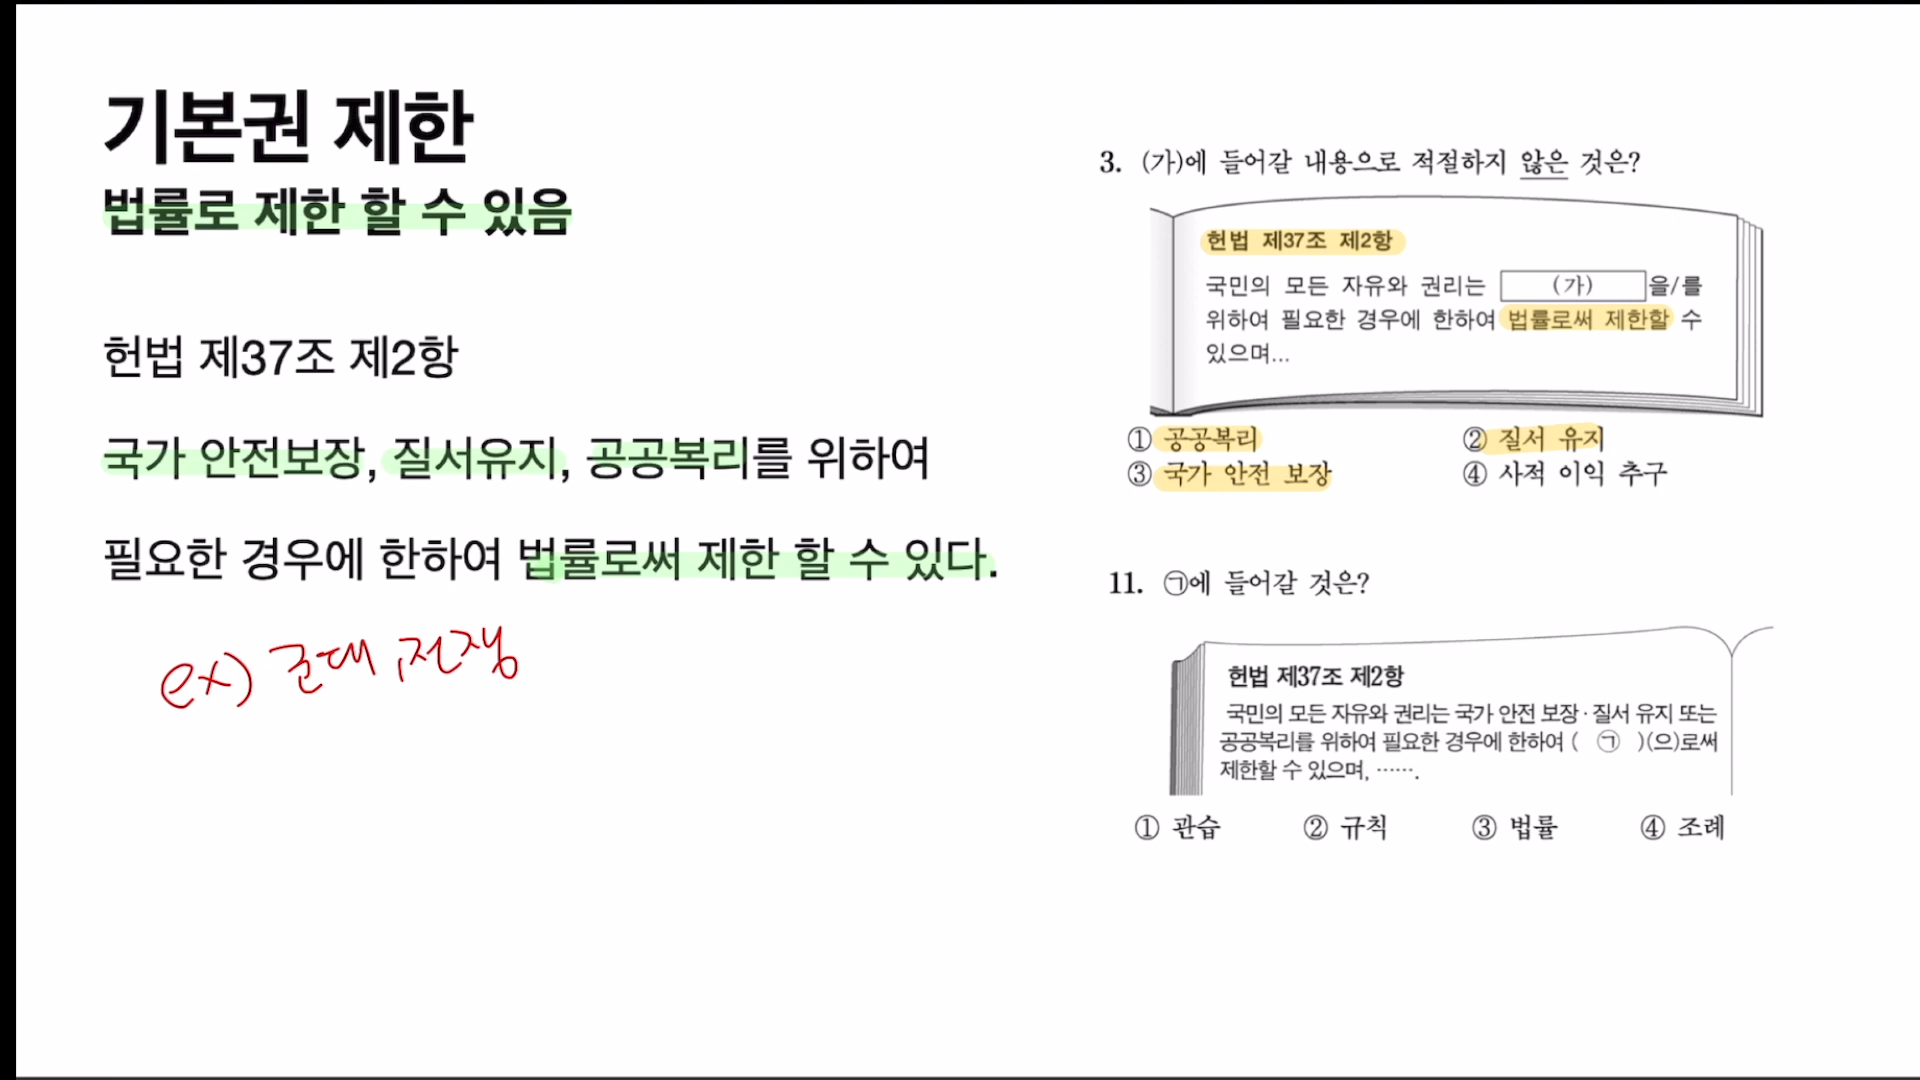 기본권 제한
법률로 제한 할 수 있음
헌법 제37조 제2항
국가 안전보장, 질서유지, 공공복리를 위하여
필요한 경우에 한하여 법률로써 제한 할 수 있다.
ex) 군대, 전쟁
3. (가)에 들어갈 내용으로 적절하지 않은 것은?
헌법 제37조 제2항
국민의 모든 자유와 권리는 (가) 을/를
위하여 필요한 경우에 한하여 법률로써 제한할 수
있으며...
① 공공복리 ② 질서 유지
③ 국가 안전 보장 ④ 사적 이익 추구
11. ㉠에 들어갈 것은?
헌법 제37조 제2항
국민의 모든 자유와 권리는 국가 안전 보장 · 질서 유지 또는
공공복리를 위하여 필요한 경우에 한하여 ( ㉠ )(으)로써
제한할 수 있으며, …….
① 관습 ② 규칙 ③ 법률 ④ 조례